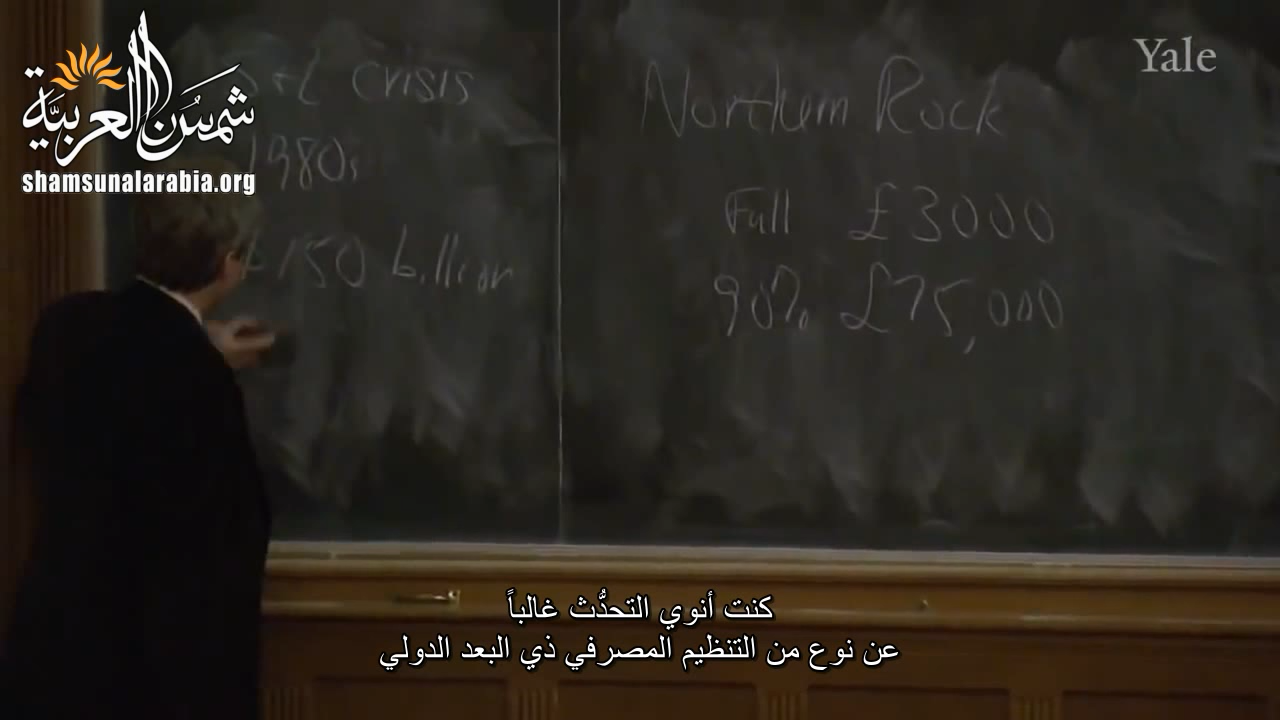 شمسُ العربيَّة
shamsunalarabia.org
Yale
S+L Crisis
1980s
$150 billion
Northern Rock
Full £3000
90% £75,000
كنت أنوي التحدُّث غالباً
عن نوع من التنظيم المصرفي ذي البعد الدولي